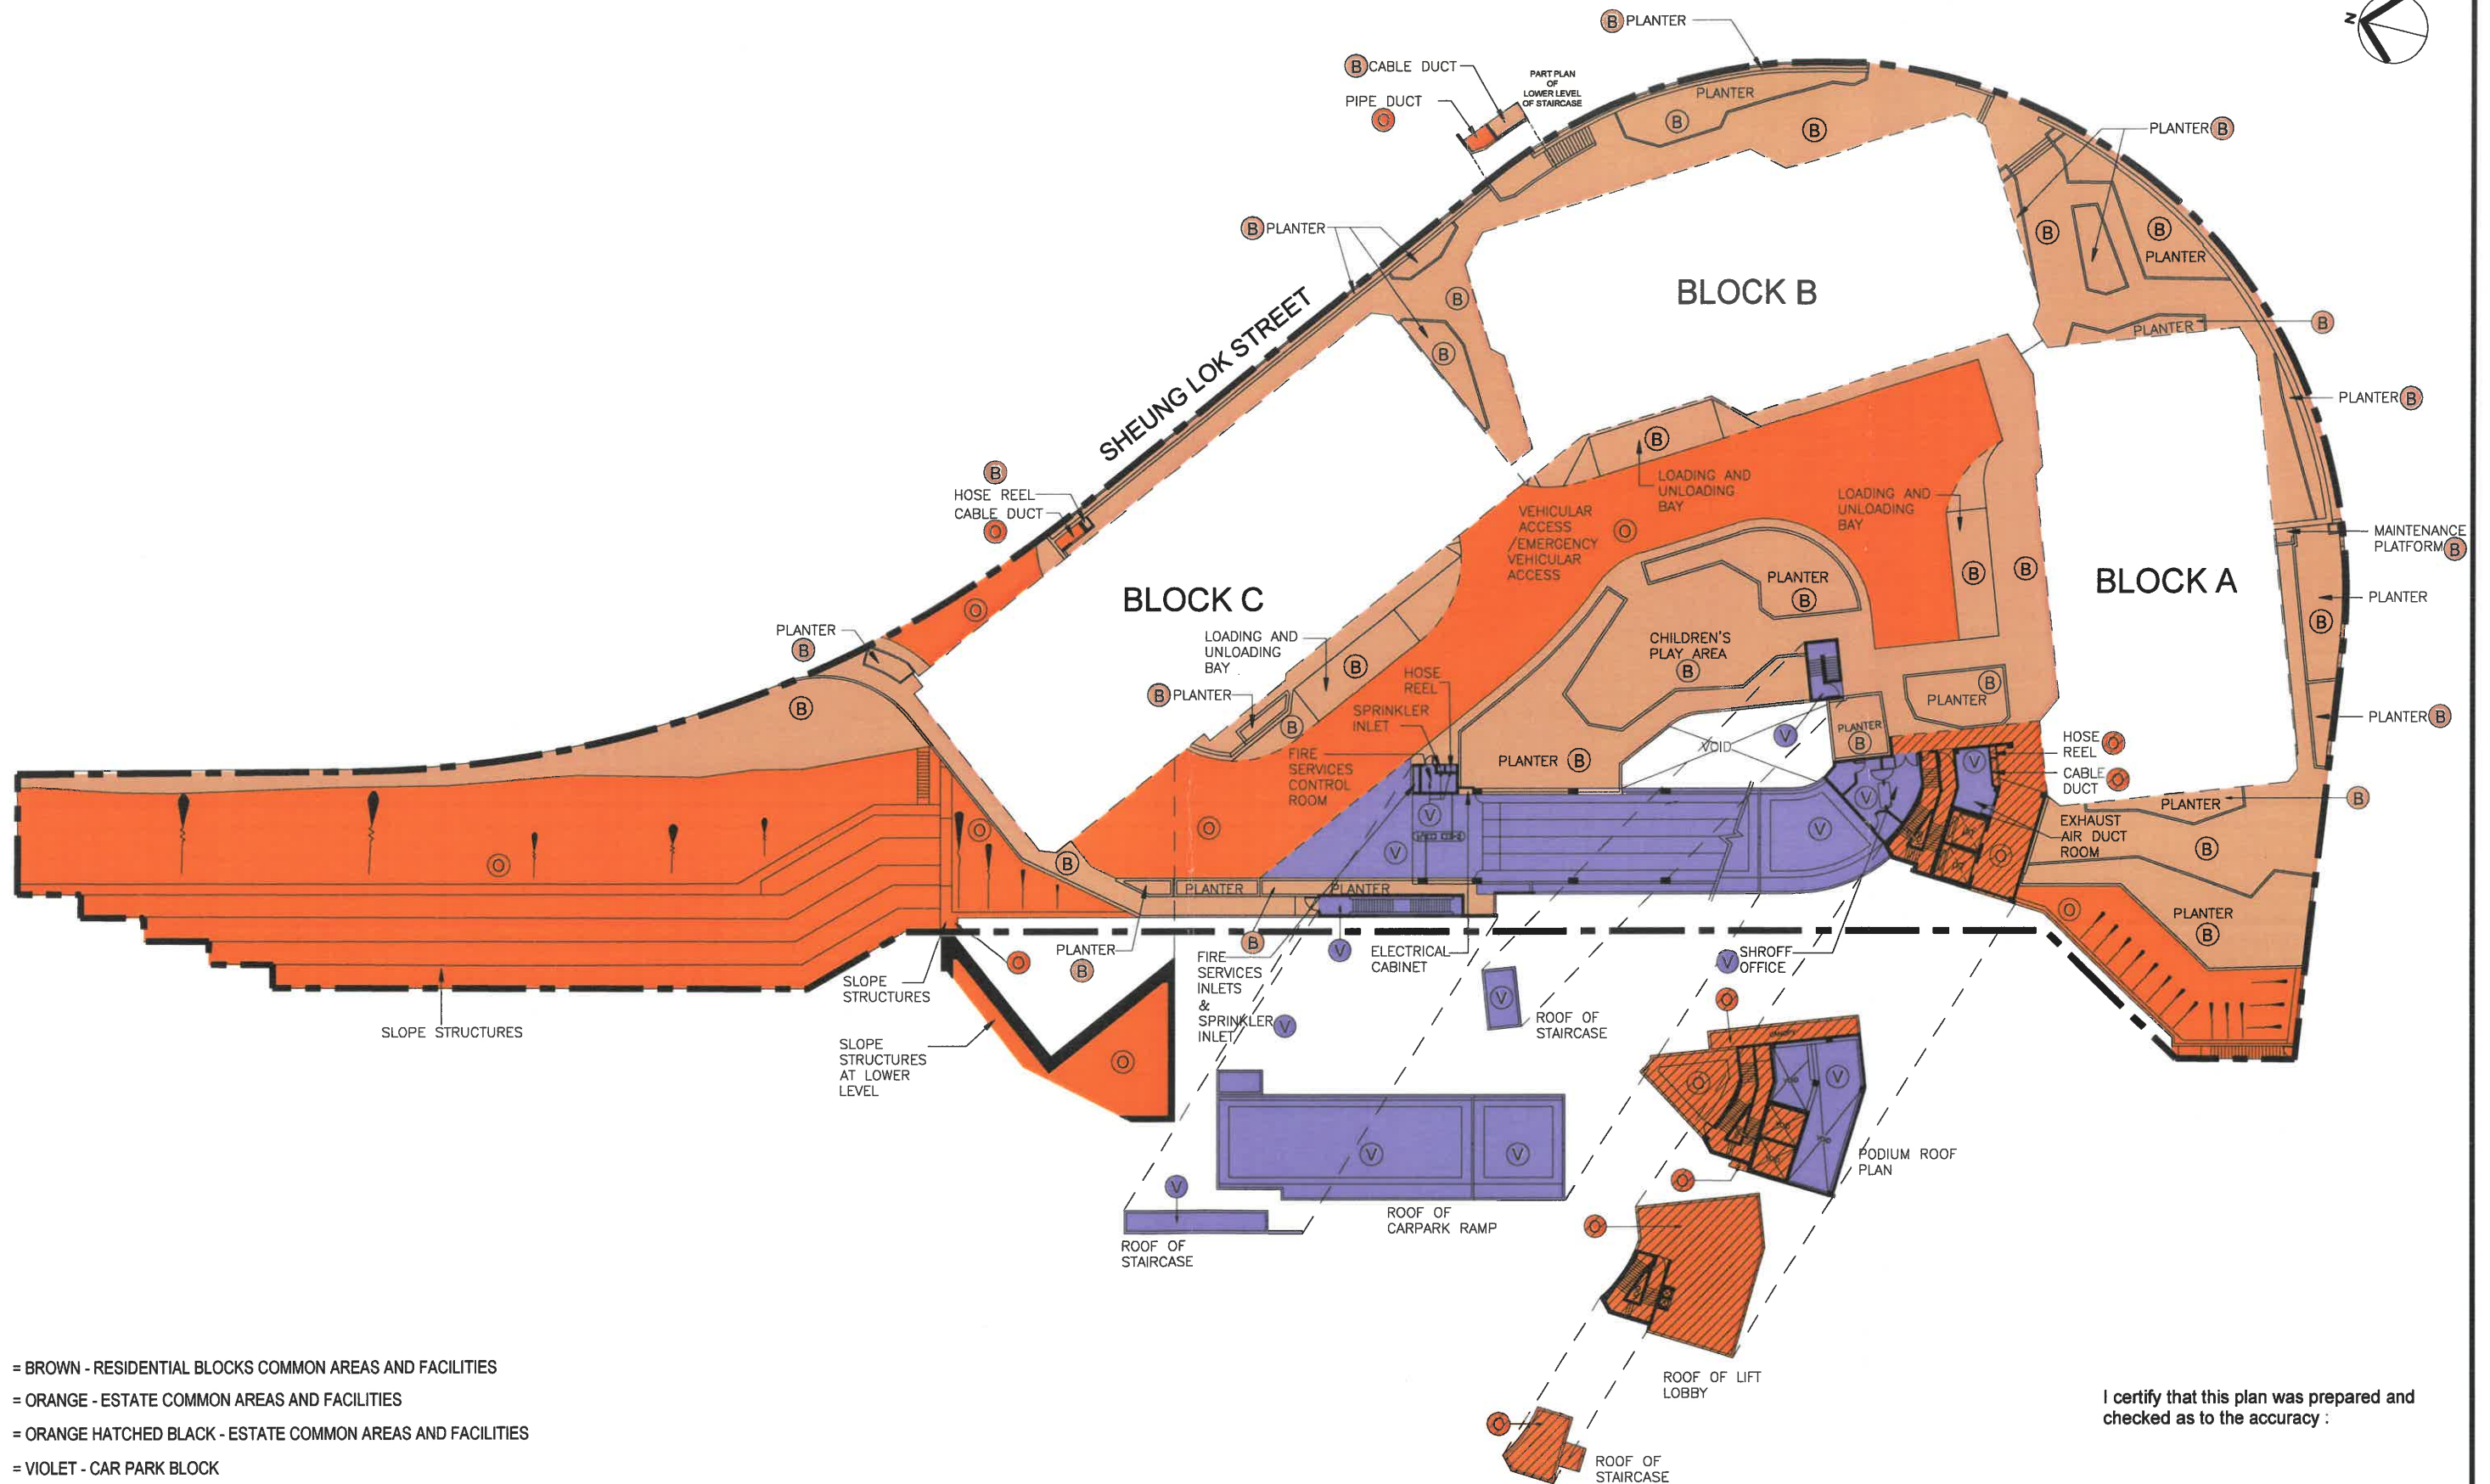 N
Ⓑ PLANTER
Ⓑ CABLE DUCT
PIPE DUCT
Ⓞ
PART PLAN
OF
LOWER LEVEL
OF STAIRCASE
PLANTER
Ⓑ
Ⓑ
PLANTER Ⓑ
Ⓑ PLANTER
Ⓑ
Ⓑ
PLANTER
BLOCK B
Ⓑ
Ⓑ
PLANTER
Ⓑ
SHEUNG LOK STREET
PLANTER Ⓑ
Ⓑ
HOSE REEL
CABLE DUCT
Ⓞ
Ⓑ
LOADING AND
UNLOADING
BAY
LOADING AND
UNLOADING
BAY
VEHICULAR
ACCESS
/EMERGENCY
VEHICULAR
ACCESS
Ⓞ
MAINTENANCE
PLATFORM Ⓑ
Ⓑ
Ⓑ
BLOCK A
PLANTER
Ⓑ
BLOCK C
Ⓞ
PLANTER
Ⓑ
PLANTER
Ⓑ
LOADING AND
UNLOADING
BAY
Ⓑ
CHILDREN'S
PLAY AREA
Ⓑ
HOSE
REEL
Ⓑ PLANTER
Ⓑ
SPRINKLER
INLET
PLANTER
Ⓑ
PLANTER
Ⓑ
PLANTER Ⓑ
Ⓑ
VOID
Ⓥ
HOSE
REEL
Ⓞ
FIRE
SERVICES
CONTROL
ROOM
PLANTER Ⓑ
Ⓥ
CABLE
DUCT
Ⓞ
PLANTER
Ⓑ
Ⓥ
Ⓥ
Ⓥ
Ⓥ
Ⓞ
Ⓞ
Ⓞ
EXHAUST
AIR DUCT
ROOM
Ⓑ
Ⓞ
Ⓑ
PLANTER
PLANTER
Ⓞ
PLANTER
Ⓑ
PLANTER
Ⓑ
Ⓞ
Ⓑ
FIRE
SERVICES
INLETS
&
SPRINKLER
INLET
Ⓥ
Ⓥ
ELECTRICAL
CABINET
Ⓥ
SHROFF
OFFICE
SLOPE
STRUCTURES
SLOPE STRUCTURES
SLOPE
STRUCTURES
AT LOWER
LEVEL
Ⓞ
Ⓥ
ROOF OF
STAIRCASE
Ⓞ
CANOPY
Ⓞ
VOID
Ⓥ
VOID
VOID
VOID
Ⓞ
PODIUM ROOF
PLAN
Ⓥ
Ⓥ
Ⓥ
ROOF OF
CARPARK RAMP
ROOF OF
STAIRCASE
Ⓞ
ROOF OF LIFT
LOBBY
Ⓞ
ROOF OF
STAIRCASE
= BROWN - RESIDENTIAL BLOCKS COMMON AREAS AND FACILITIES
= ORANGE - ESTATE COMMON AREAS AND FACILITIES
= ORANGE HATCHED BLACK - ESTATE COMMON AREAS AND FACILITIES
= VIOLET - CAR PARK BLOCK
I certify that this plan was prepared and
checked as to the accuracy :